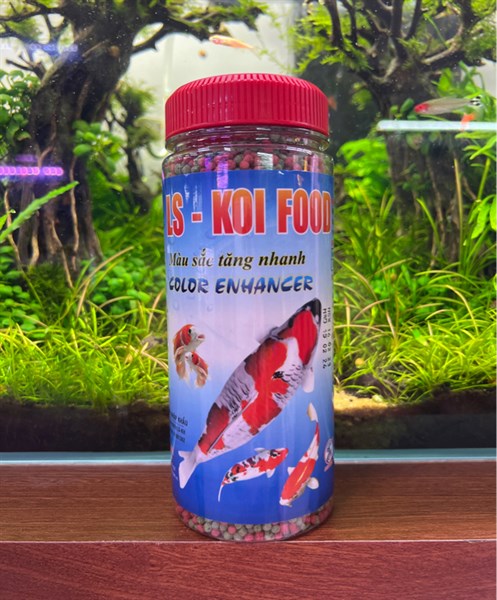 LS - KOI FOOD
Màu sắc tăng nhanh
COLOR ENHANCER